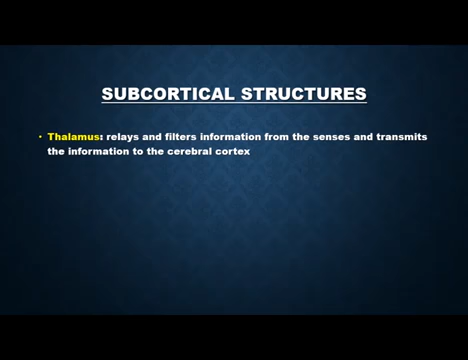 SUBCORTICAL STRUCTURES
• Thalamus: relays and filters information from the senses and transmits
the information to the cerebral cortex